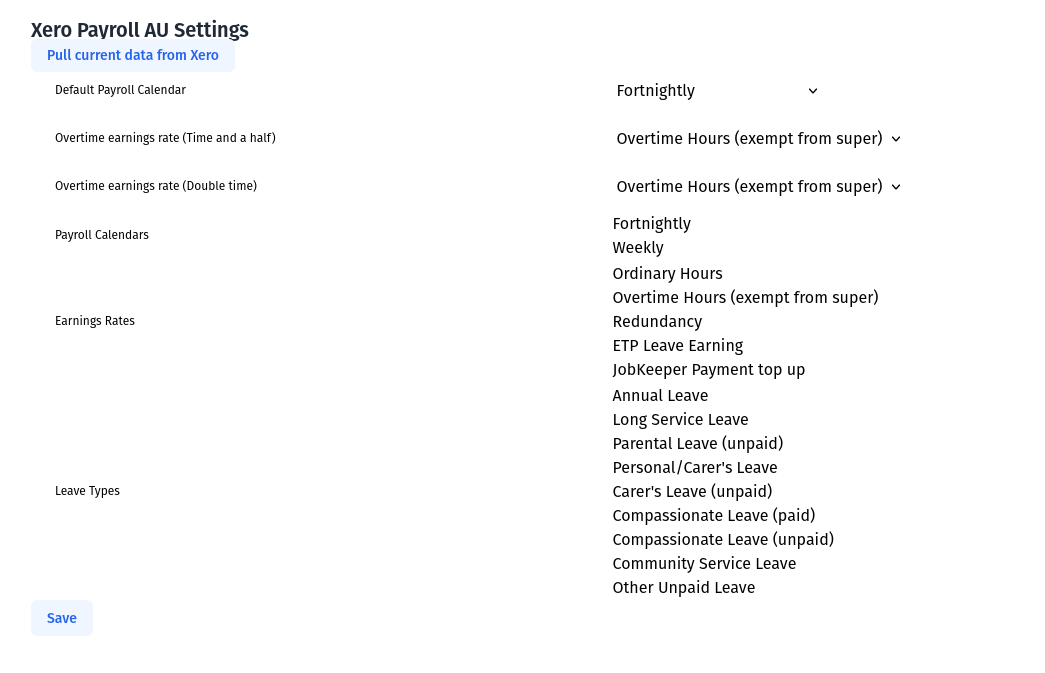 Xero Payroll AU Settings
Pull current data from Xero
Default Payroll Calendar
Fortnightly
Overtime earnings rate (Time and a half)
Overtime Hours (exempt from super)
Overtime earnings rate (Double time)
Overtime Hours (exempt from super)
Payroll Calendars
Fortnightly
Weekly
Earnings Rates
Ordinary Hours
Overtime Hours (exempt from super)
Redundancy
ETP Leave Earning
JobKeeper Payment top up
Leave Types
Annual Leave
Long Service Leave
Parental Leave (unpaid)
Personal/Carer's Leave
Carer's Leave (unpaid)
Compassionate Leave (paid)
Compassionate Leave (unpaid)
Community Service Leave
Other Unpaid Leave
Save